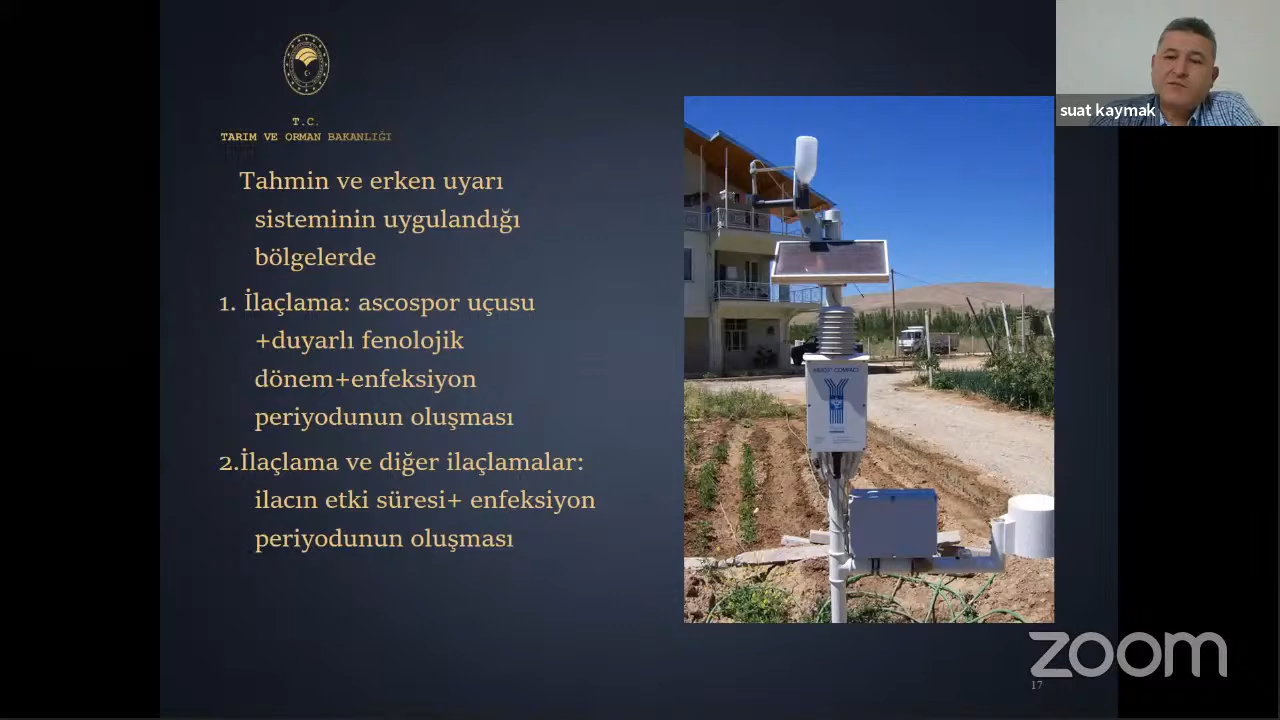 T.C.
TARIM VE ORMAN BAKANLIĞI
Tahmin ve erken uyarı
sisteminin uygulandığı
bölgelerde
1. İlaçlama: ascospor uçusu
+duyarlı fenolojik
dönem+enfeksiyon
periyodunun oluşması
2.İlaçlama ve diğer ilaçlamalar:
ilacın etki süresi+ enfeksiyon
periyodunun oluşması
suat kaymak
COMPACT
zoom
17